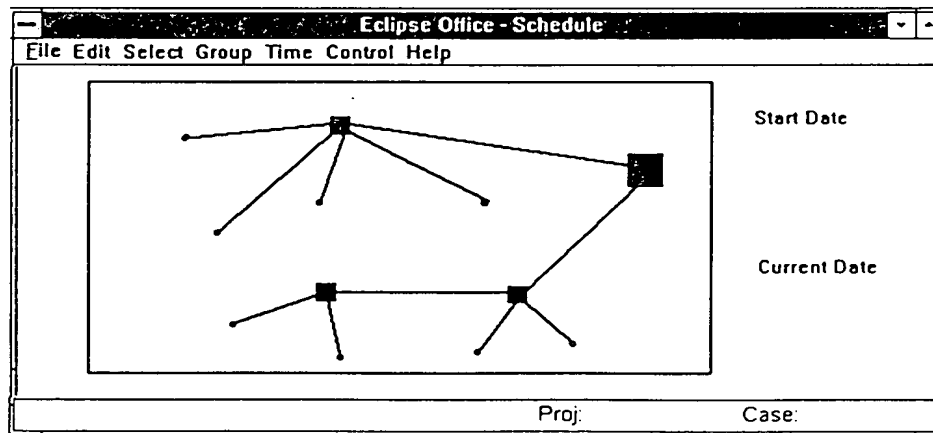 Eclipse Office - Schedule
File Edit Select Group Time Control Help
Start Date
Current Date
Proj: Case: